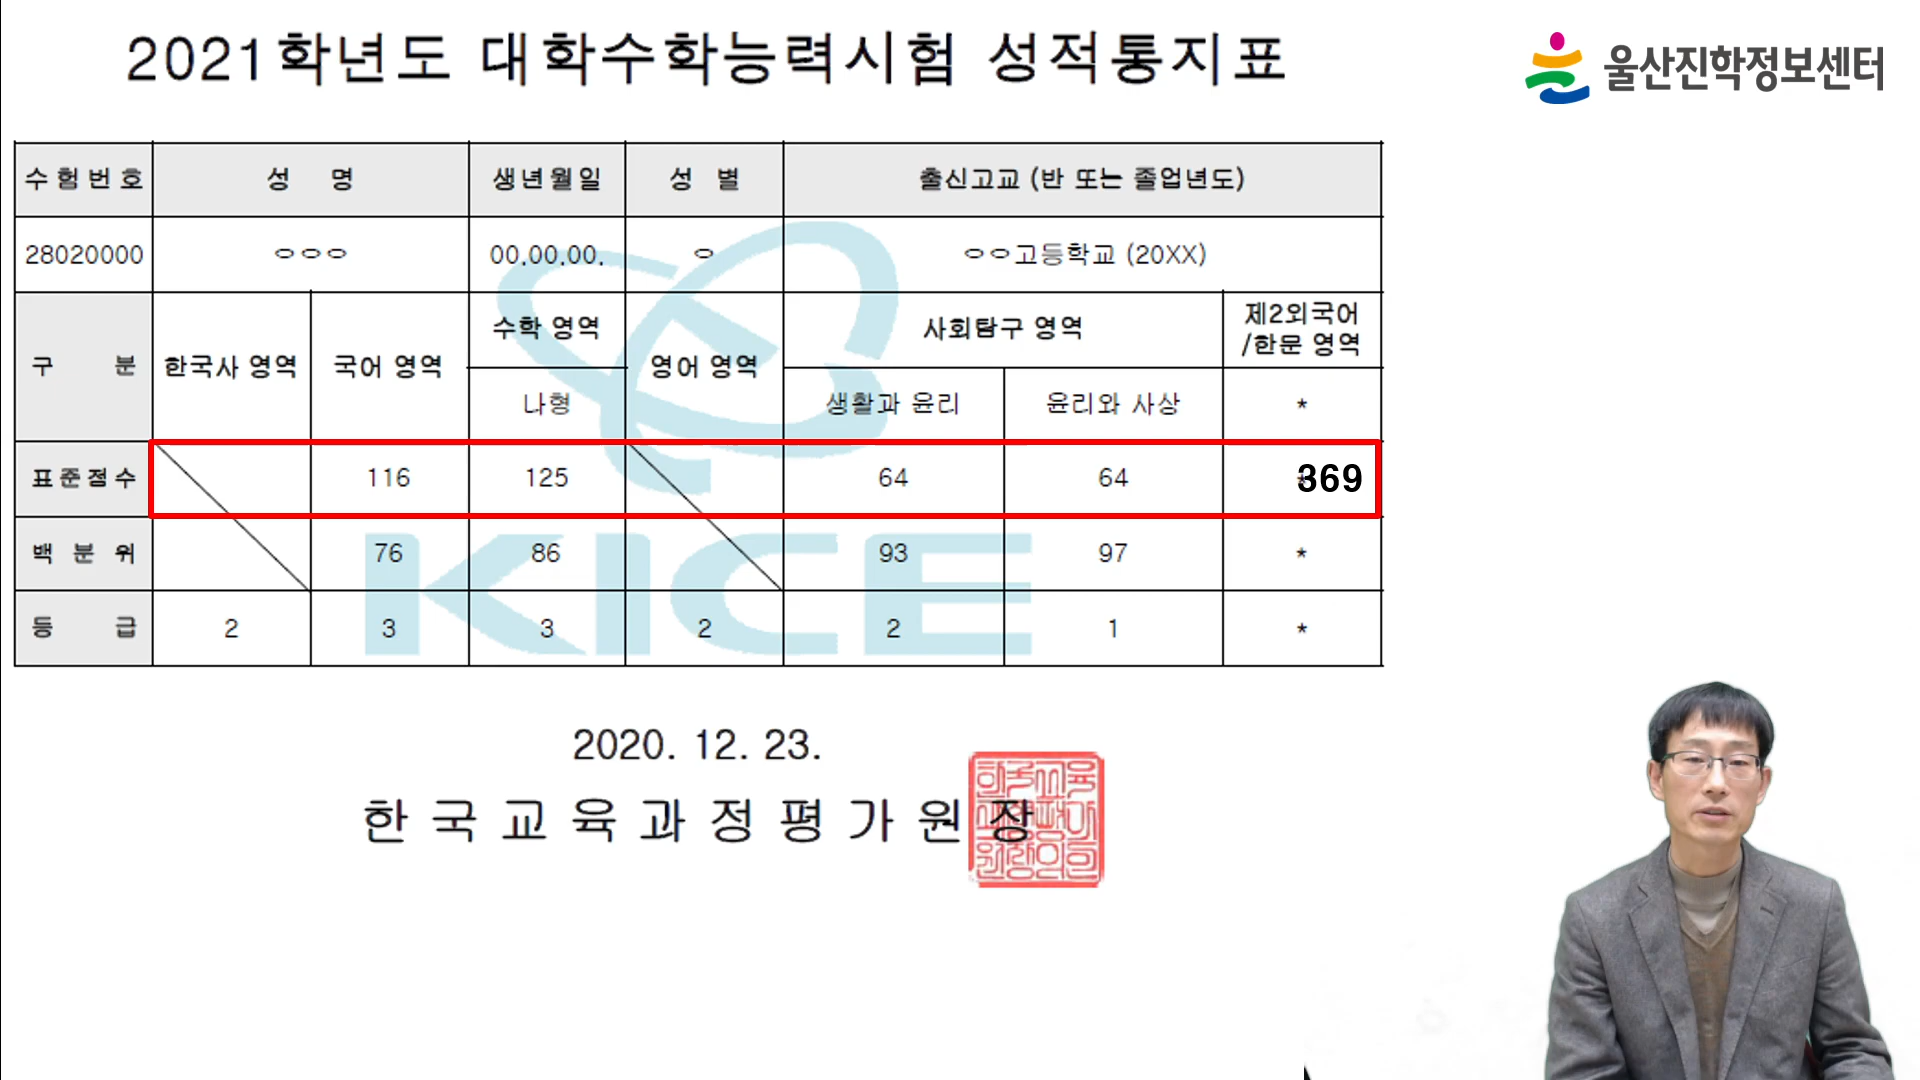 2021학년도 대학수학능력시험 성적통지표
울산진학정보센터
수험번호 성 명 생년월일 성 별 출신고교 (반 또는 졸업년도)
28020000 ㅇㅇㅇ 00.00.00. ㅇ ㅇㅇ고등학교 (20XX)
구 분 한국사 영역 국어 영역 수학 영역 영어 영역 사회탐구 영역 제2외국어
/한문 영역
나형 생활과 윤리 윤리와 사상 *
표준점수 116 125 64 64 369
백 분 위 76 86 93 97 *
등 급 2 3 3 2 2 1 *
KICE
2020. 12. 23.
한국교육과정평가원장